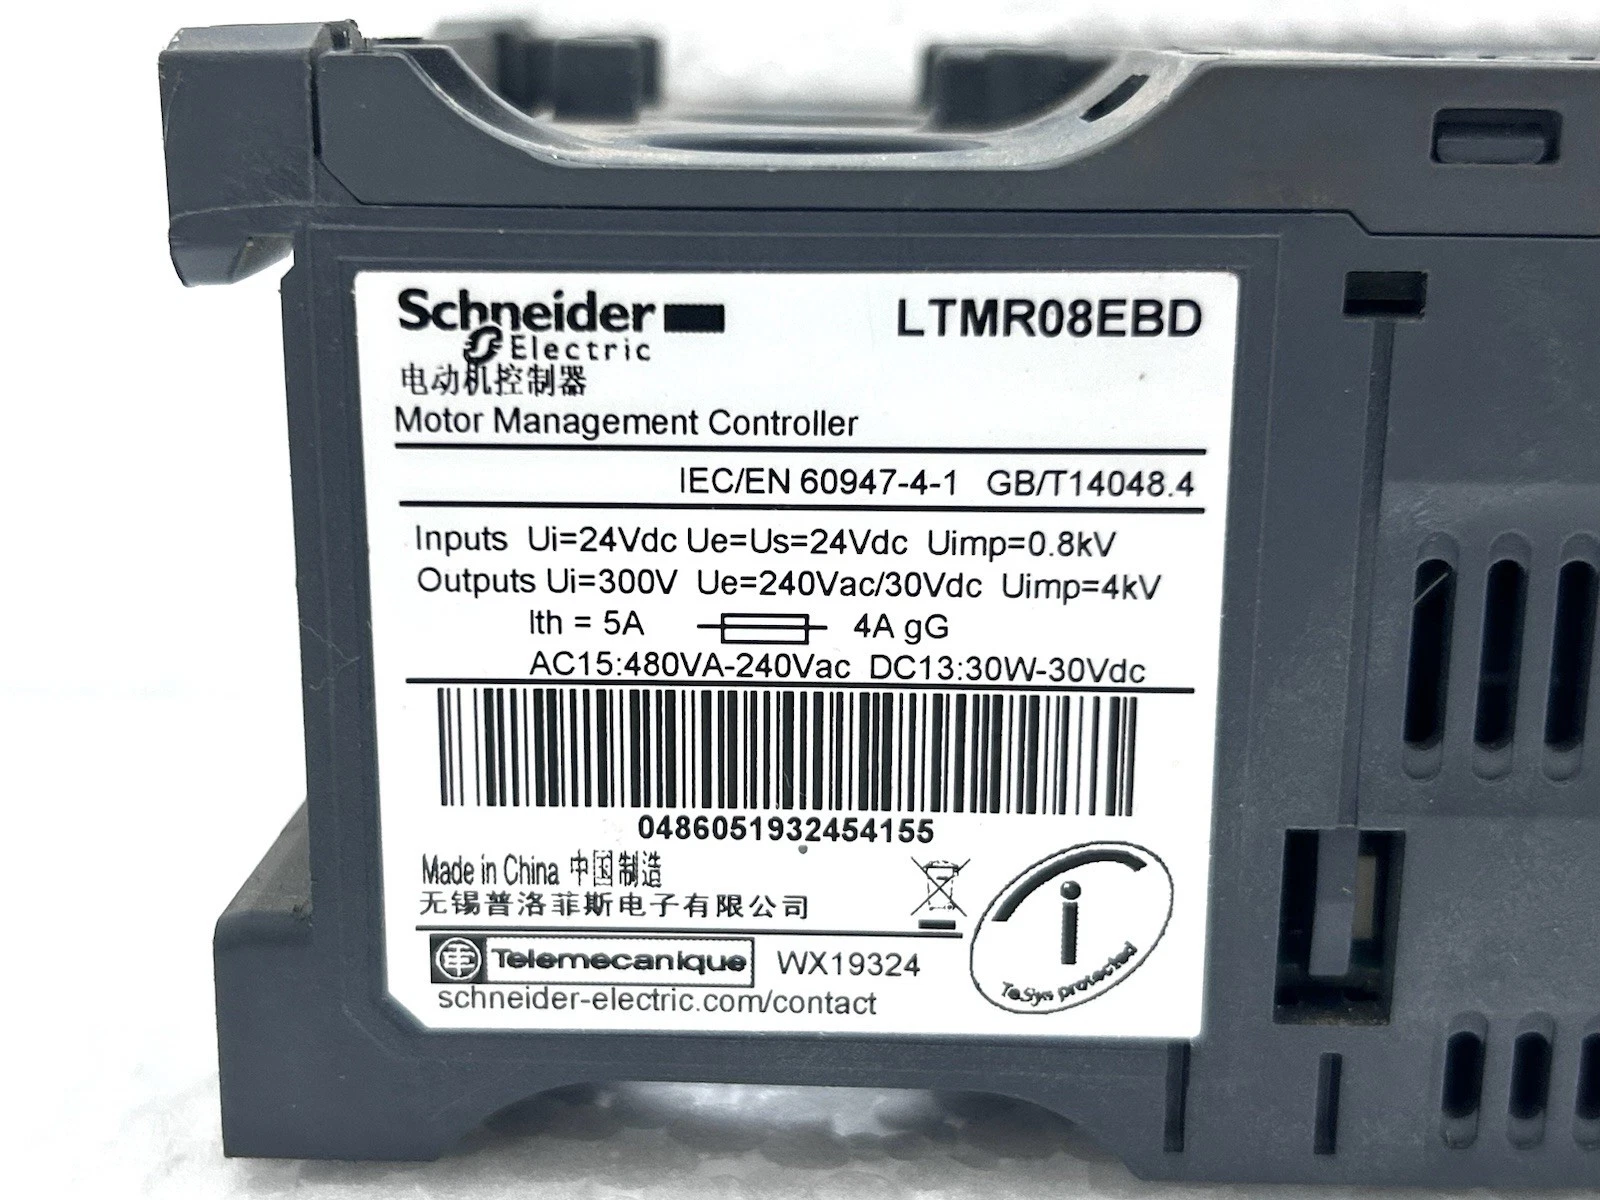 Schneider
Electric
LTMR08EBD
电动机控制器
Motor Management Controller
IEC/EN 60947-4-1 GB/T14048.4
Inputs Ui=24Vdc Ue=Us=24Vdc Uimp=0.8kV
Outputs Ui=300V Ue=240Vac/30Vdc Uimp=4kV
Ith = 5A 4A gG
AC15:480VA-240Vac DC13:30W-30Vdc
0486051932454155
Made in China 中国制造
无锡普洛菲斯电子有限公司
Telemecanique WX19324
schneider-electric.com/contact
i
TeSys protected